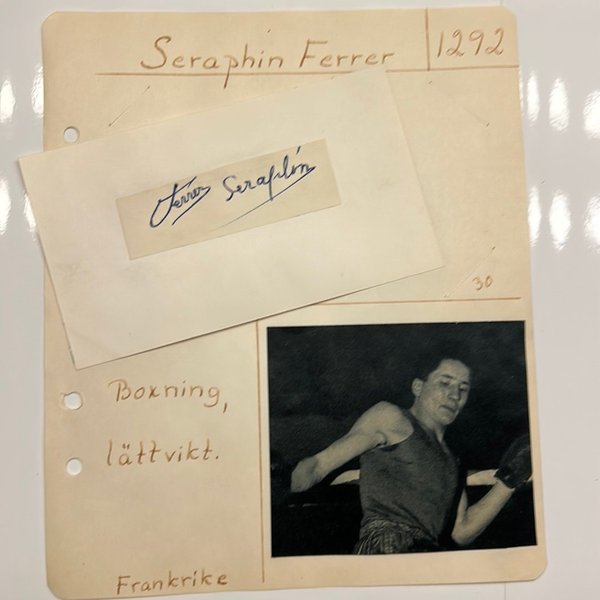 Seraphin Ferrer 1292
Ferrer Seraphin
30
Boxning,
lättvikt.
Frankrike